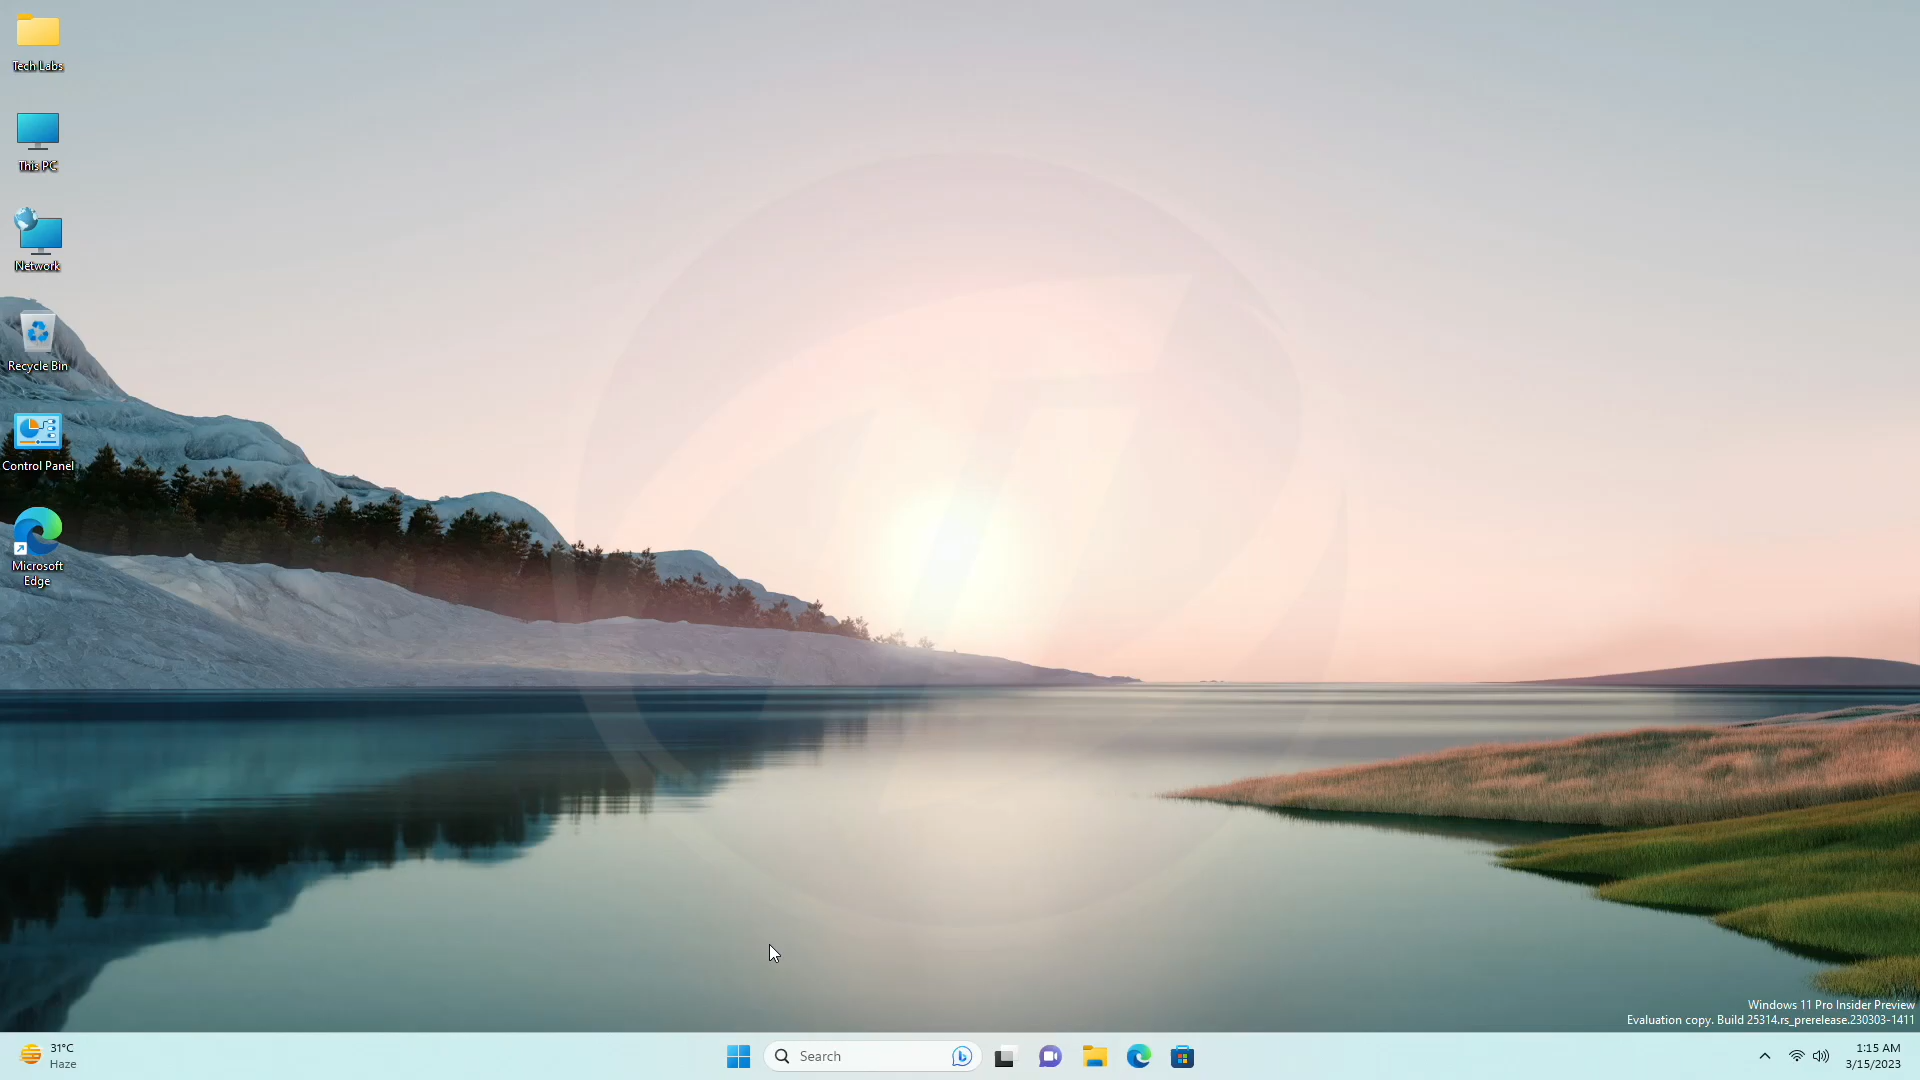 Tech Labs
This PC
Network
Recycle Bin
Control Panel
Microsoft
Edge
Windows 11 Pro Insider Preview
Evaluation copy. Build 25314.rs_prerelease.230303-1411
31°C
Haze
Search
1:15 AM
3/15/2023